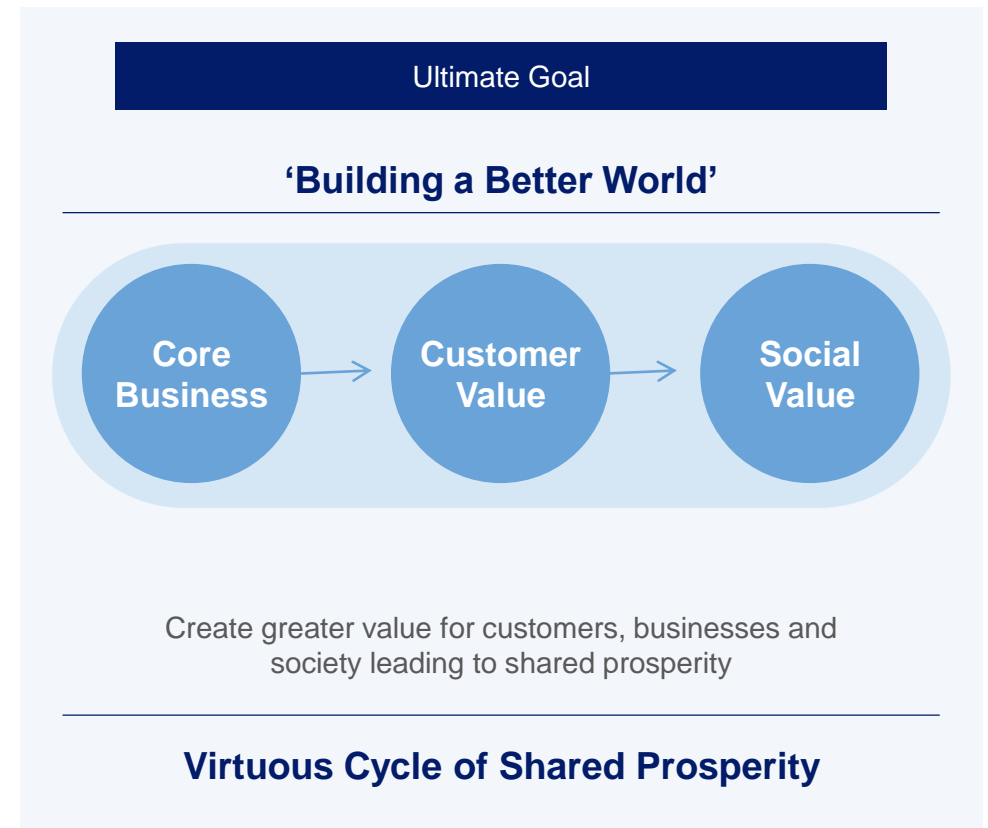 Ultimate Goal
‘Building a Better World’
Core
Business
Customer
Value
Social
Value
Create greater value for customers, businesses and
society leading to shared prosperity
Virtuous Cycle of Shared Prosperity